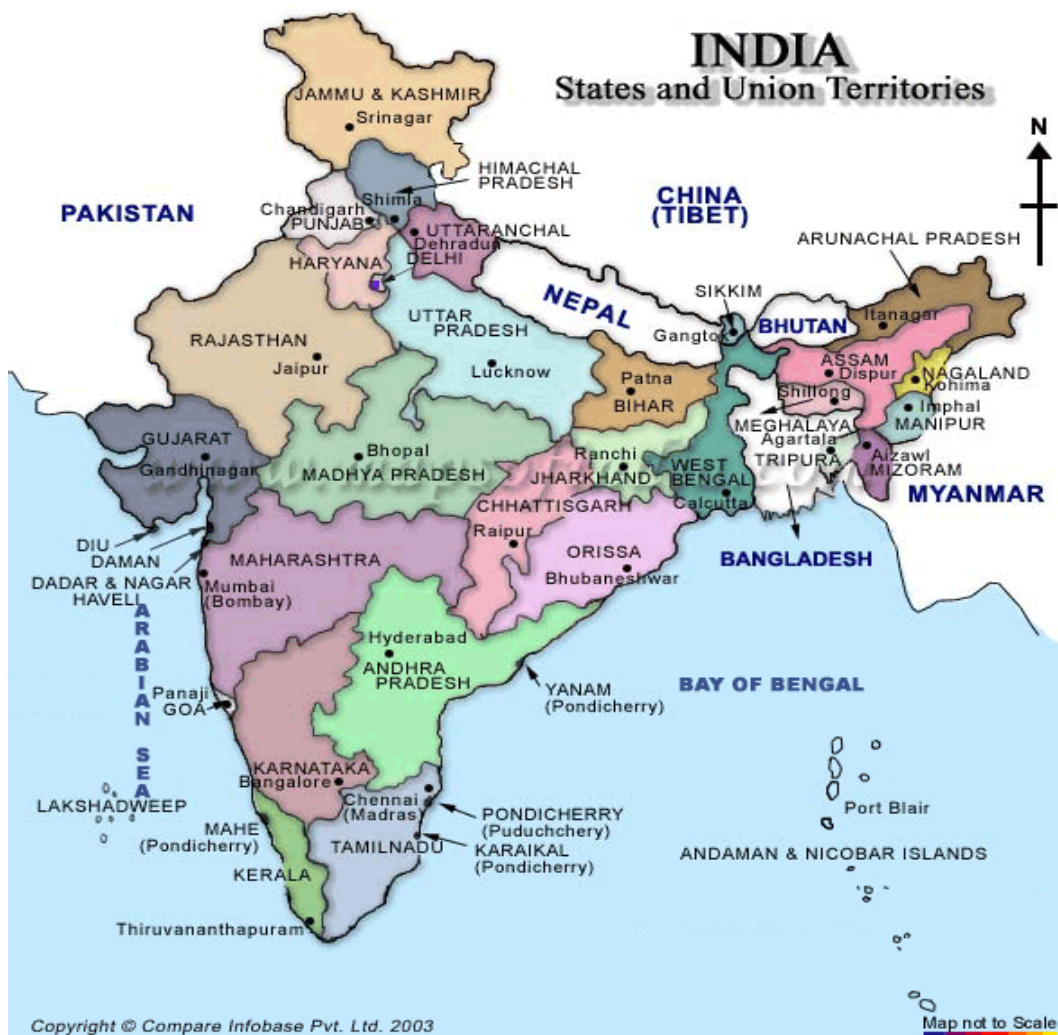 INDIA
States and Union Territories
JAMMU & KASHMIR
Srinagar
N
HIMACHAL
PRADESH
CHINA
(TIBET)
PAKISTAN
Shimla
Chandigarh
PUNJAB
UTTARANCHAL
Dehradun
DELHI
HARYANA
ARUNACHAL PRADESH
NEPAL
SIKKIM
Gangtok
BHUTAN
Itanagar
RAJASTHAN
Jaipur
UTTAR
PRADESH
Lucknow
Patna
BIHAR
ASSAM
Dispur
NAGALAND
Kohima
Shillong
MEGHALAYA
Imphal
MANIPUR
GUJARAT
Gandhinagar
Bhopal
MADHYA PRADESH
Ranchi
JHARKHAND
WEST
BENGAL
Calcutta
Agartala
TRIPURA
Aizawl
MIZORAM
MYANMAR
CHHATTISGARH
Raipur
DIU
DAMAN
DADAR & NAGAR
HAVELI
MAHARASHTRA
Mumbai
(Bombay)
ORISSA
Bhubaneshwar
BANGLADESH
ARABIAN SEA
Hyderabad
ANDHRA
PRADESH
YANAM
(Pondicherry)
BAY OF BENGAL
Panaji
GOA
KARNATAKA
Bangalore
Chennai
(Madras)
LAKSHADWEEP
MAHE
(Pondicherry)
TAMILNADU
PONDICHERRY
(Puduchchery)
KARAIKAL
(Pondicherry)
Port Blair
ANDAMAN & NICOBAR ISLANDS
KERALA
Thiruvananthapuram
Copyright © Compare Infobase Pvt. Ltd. 2003
Map not to Scale